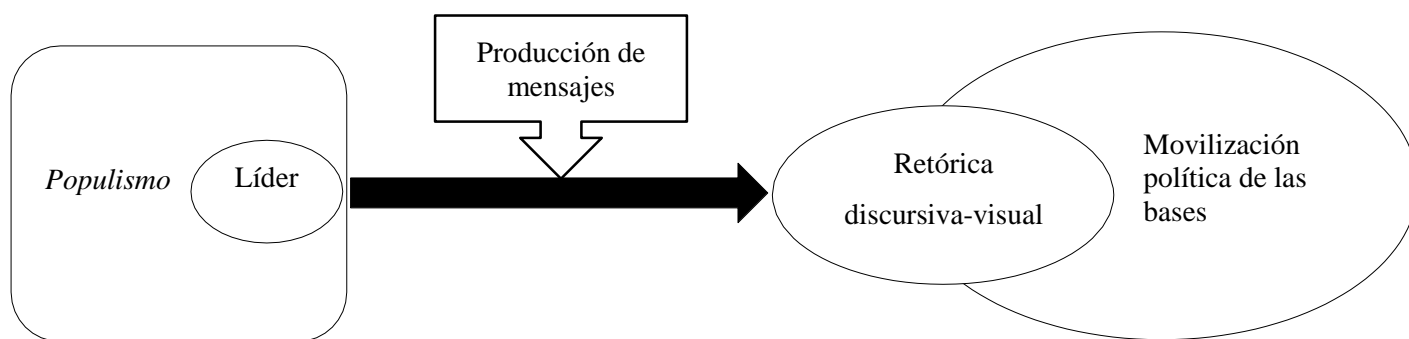 Producción de
mensajes
Populismo
Líder
Retórica
discursiva-visual
Movilización
política de las
bases